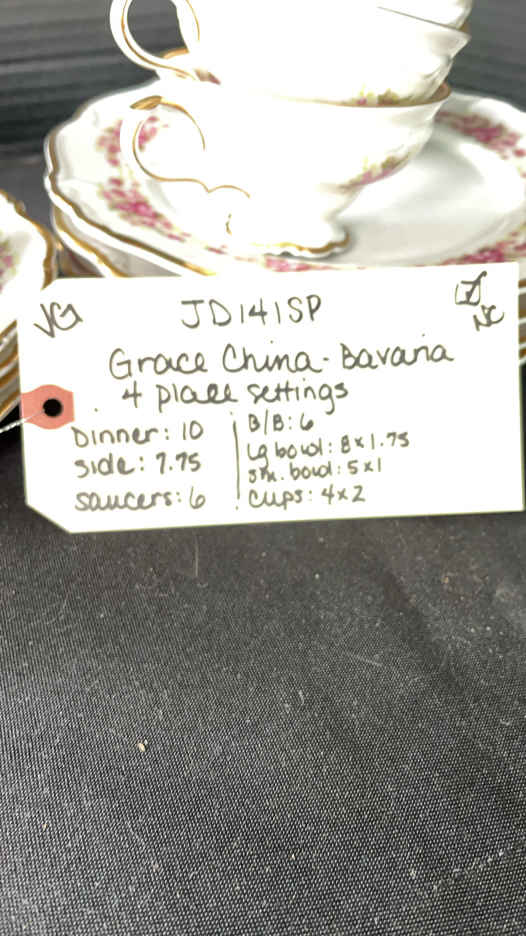 VG
JD141SP
NC
Grace China - Bavaria
4 place settings
Dinner: 10
Side: 7.75
Saucers: 6
B/B: 6
Lg bowl: 8x1.75
Sm. bowl: 5x1
Cups: 4x2